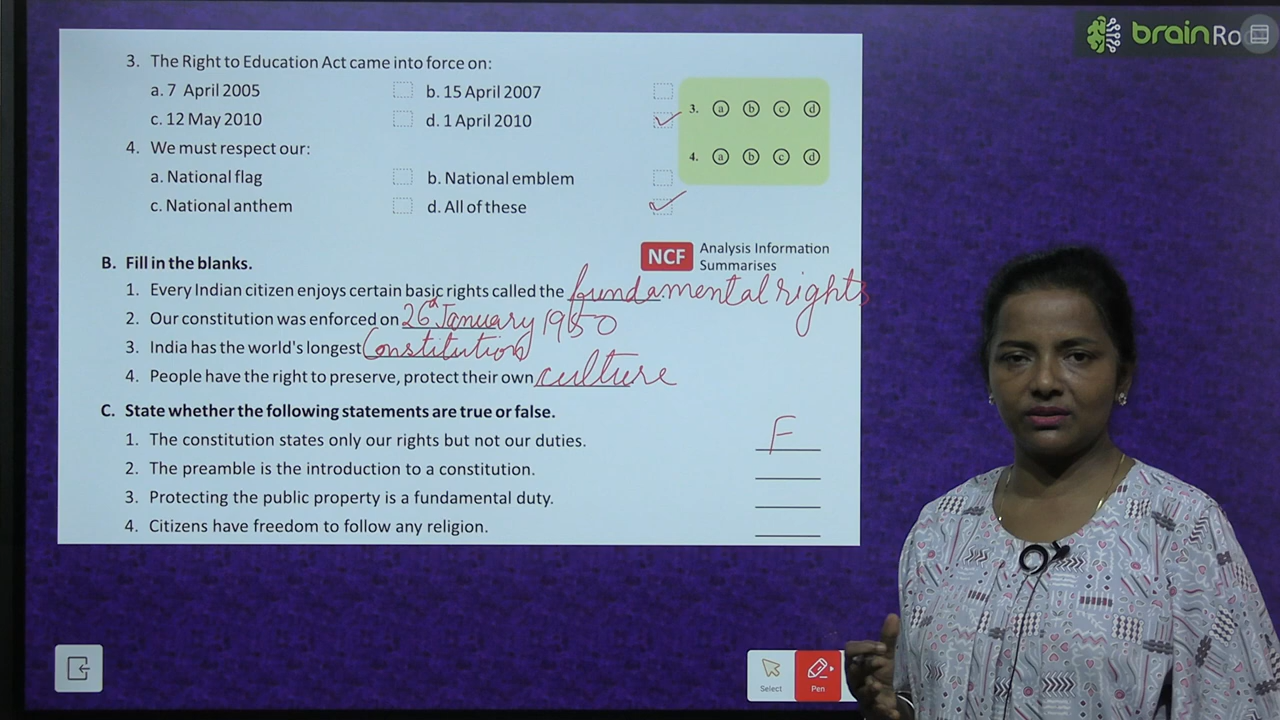 brainRo
3. The Right to Education Act came into force on:
a. 7 April 2005 b. 15 April 2007
c. 12 May 2010 d. 1 April 2010
3. a b c d
4. We must respect our:
4. a b c d
a. National flag b. National emblem
c. National anthem d. All of these
NCF Analysis Information
Summarises
B. Fill in the blanks.
1. Every Indian citizen enjoys certain basic rights called the fundamental rights
2. Our constitution was enforced on 26th January 1950
3. India has the world's longest Constitution
4. People have the right to preserve, protect their own culture
C. State whether the following statements are true or false.
1. The constitution states only our rights but not our duties. F
2. The preamble is the introduction to a constitution.
3. Protecting the public property is a fundamental duty.
4. Citizens have freedom to follow any religion.
Select Pen